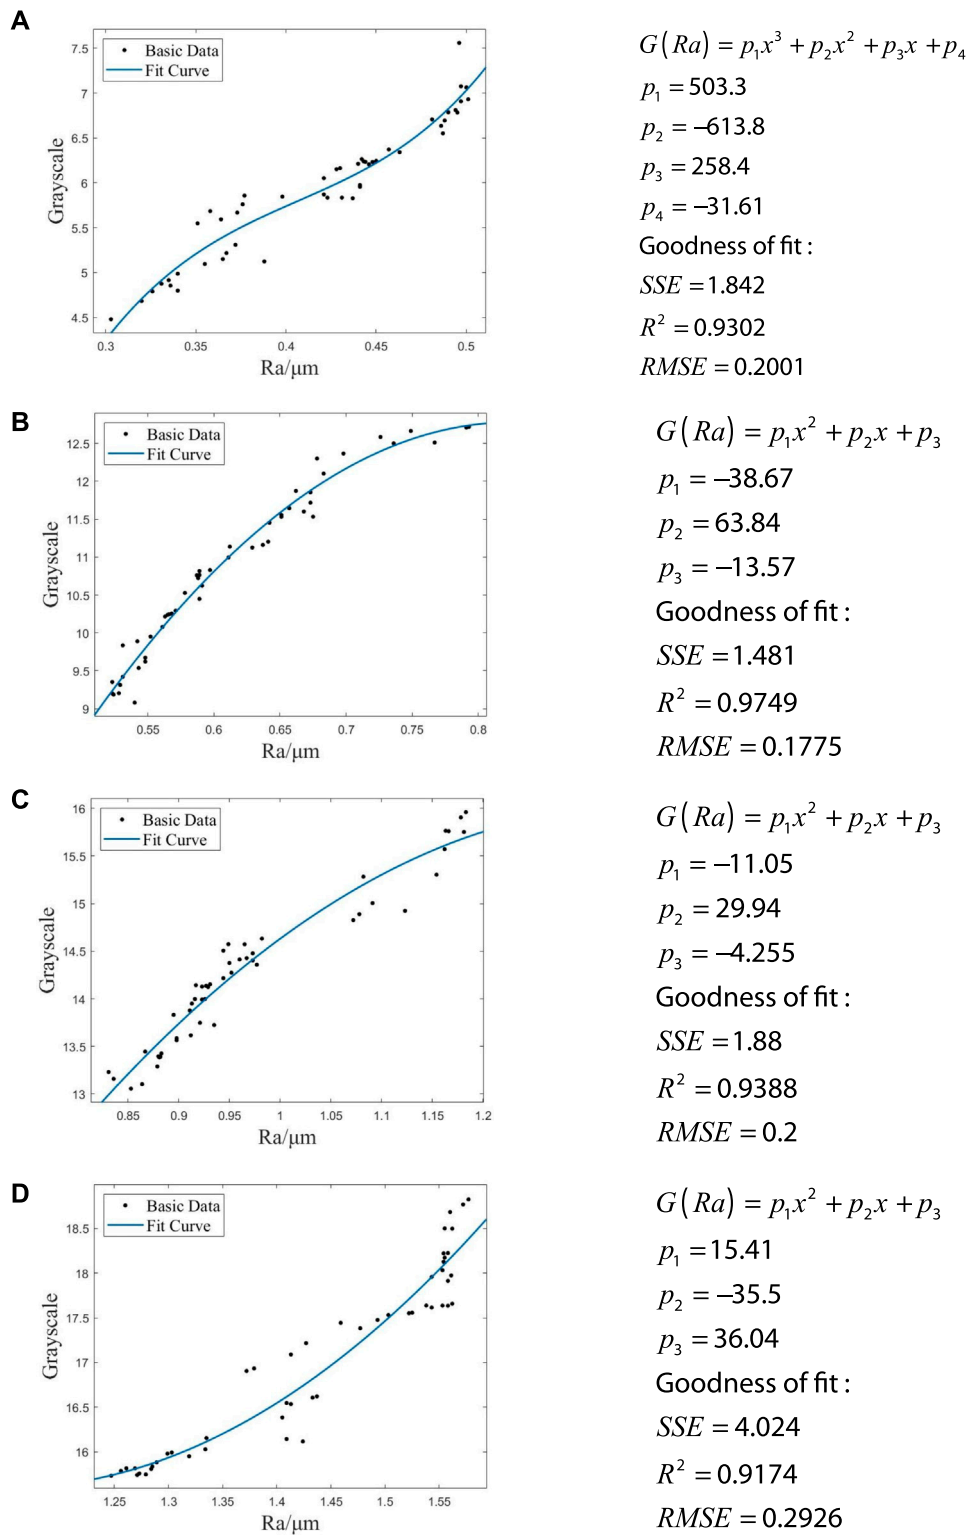 A
Basic Data
Fit Curve
7.5
7
6.5
6
5.5
5
4.5
Grayscale
0.3 0.35 0.4 0.45 0.5
Ra/μm
G(Ra) = p₁x³ + p₂x² + p₃x + p₄
p₁ = 503.3
p₂ = −613.8
p₃ = 258.4
p₄ = −31.61
Goodness of fit :
SSE = 1.842
R² = 0.9302
RMSE = 0.2001
B
Basic Data
Fit Curve
12.5
12
11.5
11
10.5
10
9.5
9
Grayscale
0.55 0.6 0.65 0.7 0.75 0.8
Ra/μm
G(Ra) = p₁x² + p₂x + p₃
p₁ = −38.67
p₂ = 63.84
p₃ = −13.57
Goodness of fit :
SSE = 1.481
R² = 0.9749
RMSE = 0.1775
C
Basic Data
Fit Curve
16
15.5
15
14.5
14
13.5
13
Grayscale
0.85 0.9 0.95 1 1.05 1.1 1.15 1.2
Ra/μm
G(Ra) = p₁x² + p₂x + p₃
p₁ = −11.05
p₂ = 29.94
p₃ = −4.255
Goodness of fit :
SSE = 1.88
R² = 0.9388
RMSE = 0.2
D
Basic Data
Fit Curve
18.5
18
17.5
17
16.5
16
Grayscale
1.25 1.3 1.35 1.4 1.45 1.5 1.55
Ra/μm
G(Ra) = p₁x² + p₂x + p₃
p₁ = 15.41
p₂ = −35.5
p₃ = 36.04
Goodness of fit :
SSE = 4.024
R² = 0.9174
RMSE = 0.2926